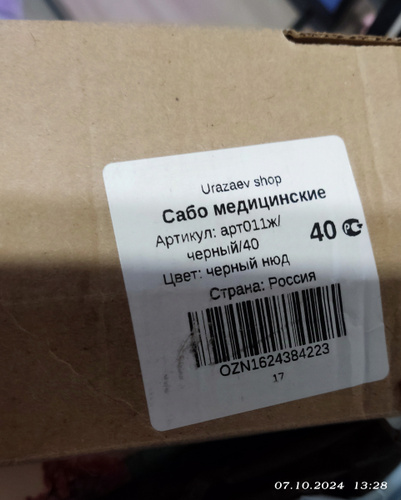 Urazaev shop
Сабо медицинские
Артикул: арт011ж/
черный/40
40
Цвет: черный нюд
Страна: Россия
OZN1624384223
17
07.10.2024 13:28